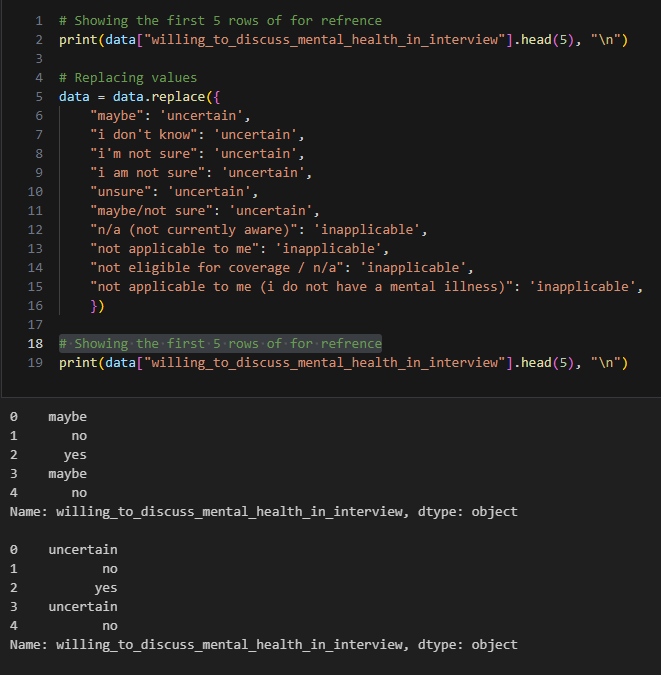 1 # Showing the first 5 rows of for refrence
2 print(data["willing_to_discuss_mental_health_in_interview"].head(5), "\n")
3
4 # Replacing values
5 data = data.replace({
6     "maybe": 'uncertain',
7     "i don't know": 'uncertain',
8     "i'm not sure": 'uncertain',
9     "i am not sure": 'uncertain',
10     "unsure": 'uncertain',
11     "maybe/not sure": 'uncertain',
12     "n/a (not currently aware)": 'inapplicable',
13     "not applicable to me": 'inapplicable',
14     "not eligible for coverage / n/a": 'inapplicable',
15     "not applicable to me (i do not have a mental illness)": 'inapplicable',
16     })
17
18 # Showing the first 5 rows of for refrence
19 print(data["willing_to_discuss_mental_health_in_interview"].head(5), "\n")
0    maybe
1       no
2      yes
3    maybe
4       no
Name: willing_to_discuss_mental_health_in_interview, dtype: object
0    uncertain
1           no
2          yes
3    uncertain
4           no
Name: willing_to_discuss_mental_health_in_interview, dtype: object